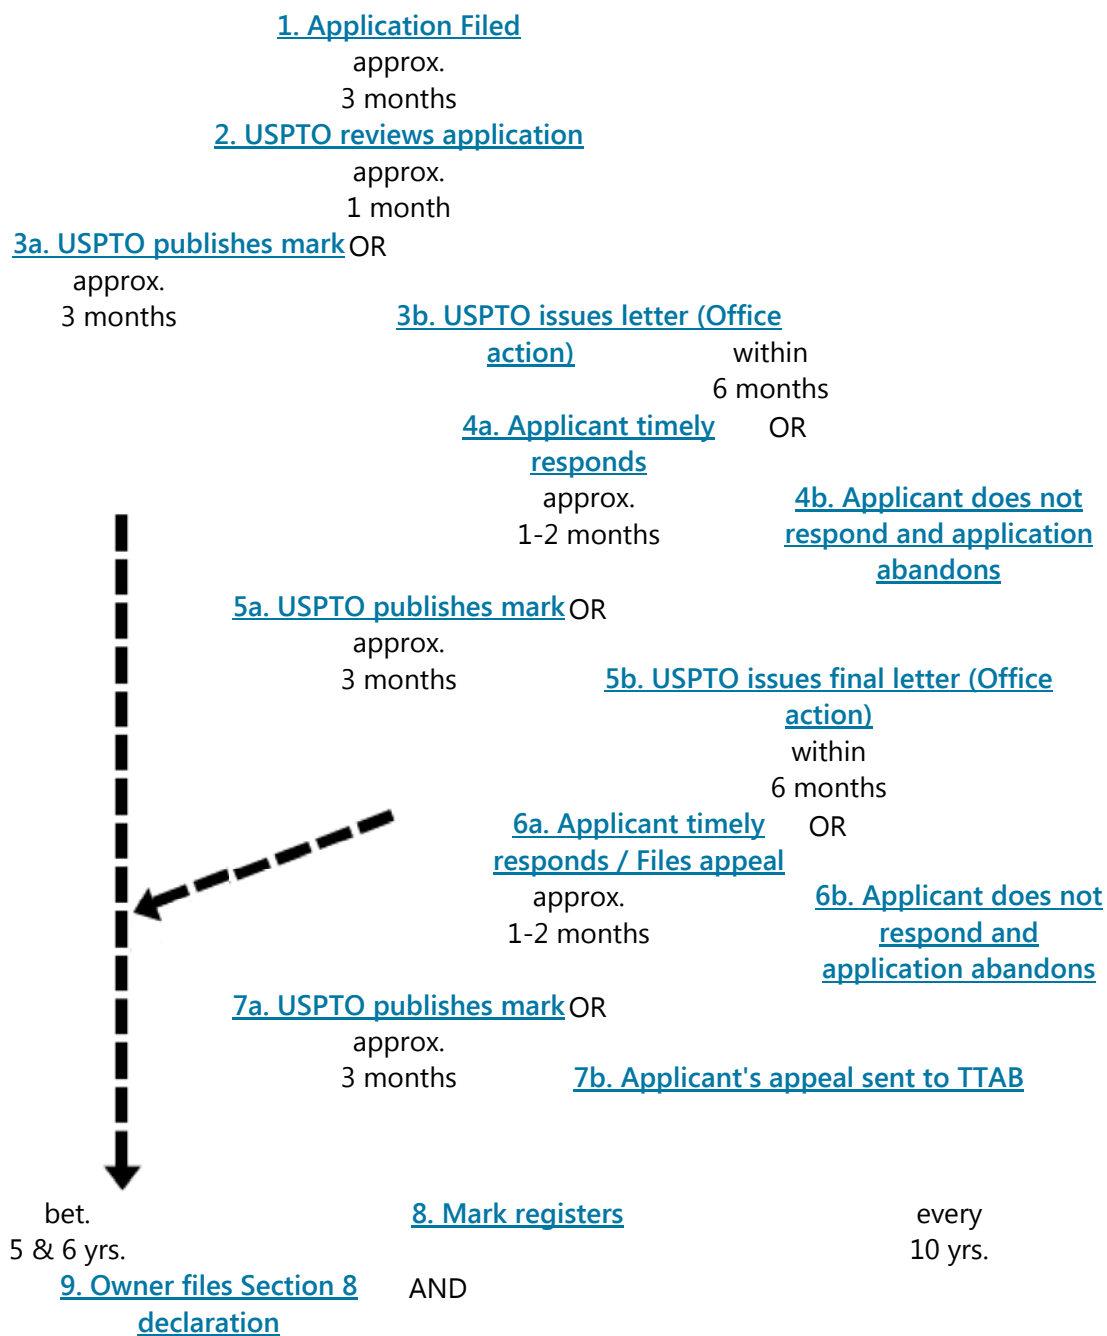 1. Application Filed
approx.
3 months
2. USPTO reviews application
approx.
1 month
3a. USPTO publishes mark OR
approx.
3 months
3b. USPTO issues letter (Office
action)
within
6 months
4a. Applicant timely
responds
OR
approx.
1-2 months
4b. Applicant does not
respond and application
abandons
5a. USPTO publishes mark OR
approx.
3 months
5b. USPTO issues final letter (Office
action)
within
6 months
6a. Applicant timely
responds / Files appeal
OR
approx.
1-2 months
6b. Applicant does not
respond and
application abandons
7a. USPTO publishes mark OR
approx.
3 months
7b. Applicant's appeal sent to TTAB
bet.
5 & 6 yrs.
8. Mark registers
every
10 yrs.
9. Owner files Section 8
declaration
AND